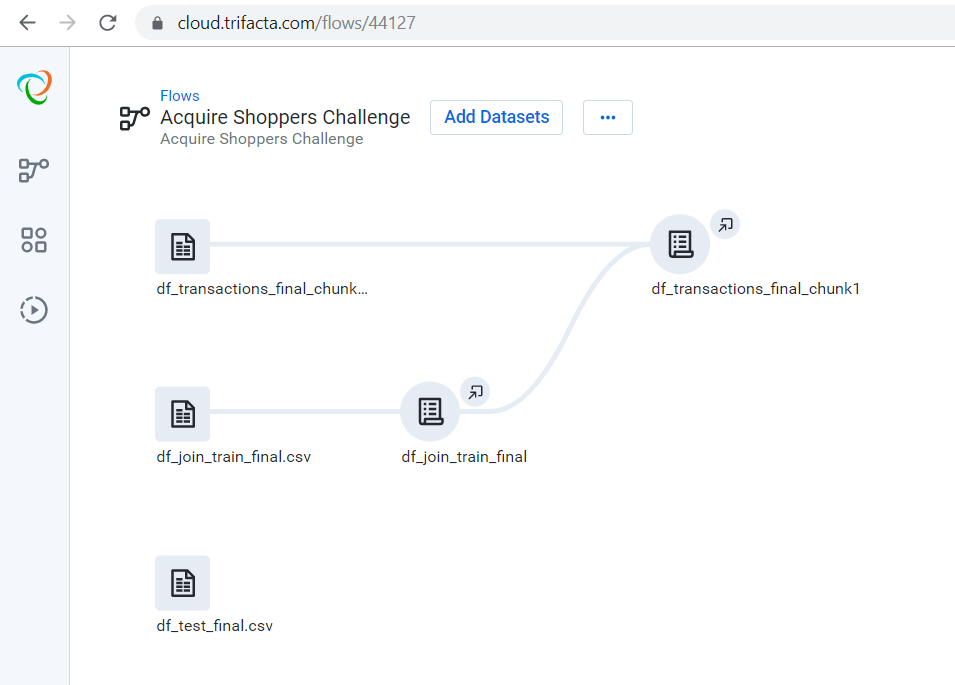 cloud.trifacta.com/flows/44127
Flows
Acquire Shoppers Challenge
Acquire Shoppers Challenge
Add Datasets
...
df_transactions_final_chunk...
df_transactions_final_chunk1
df_join_train_final.csv
df_join_train_final
df_test_final.csv